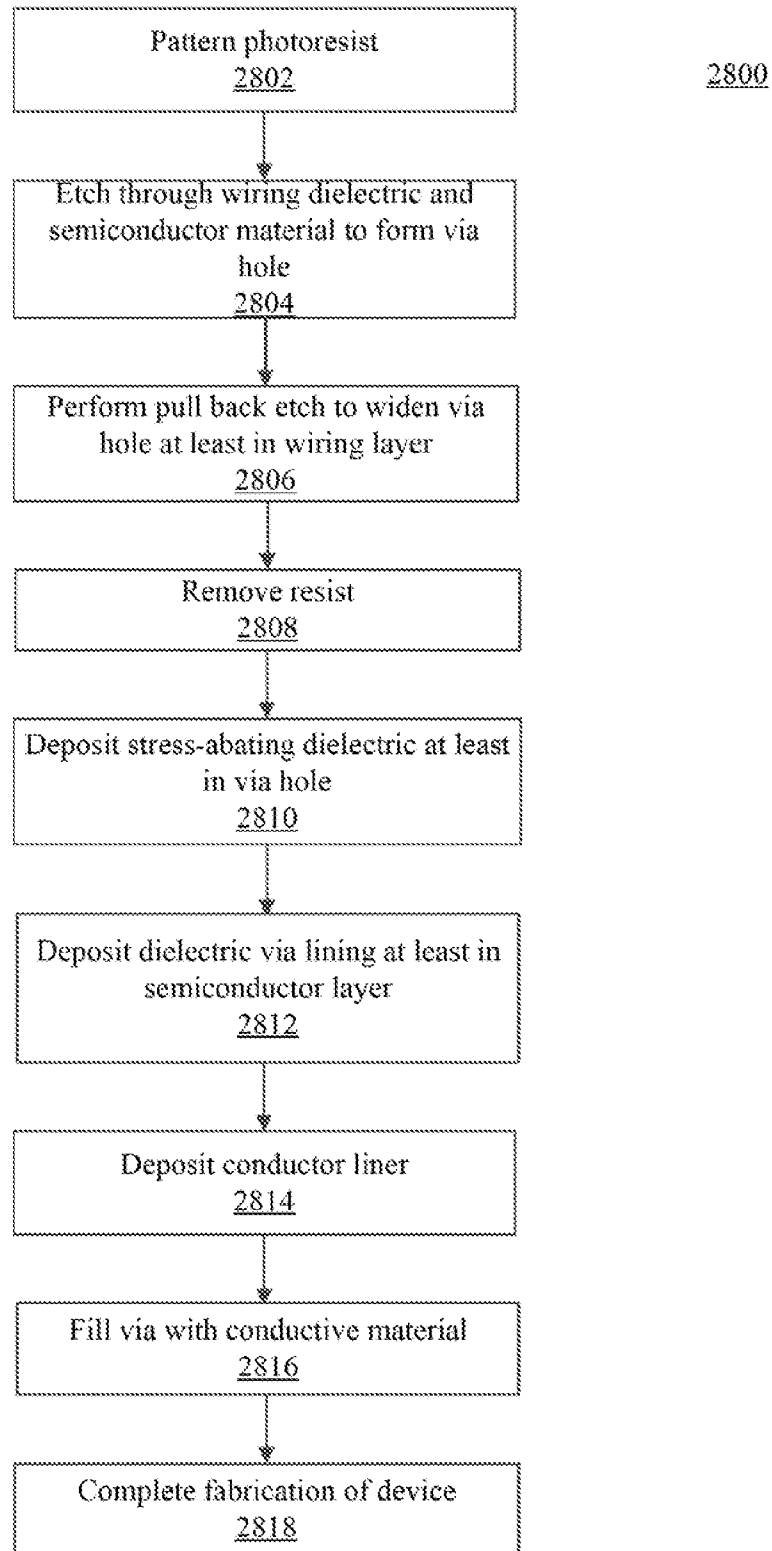 Pattern photoresist
2802
2800
Etch through wiring dielectric and
semiconductor material to form via
hole
2804
Perform pull back etch to widen via
hole at least in wiring layer
2806
Remove resist
2808
Deposit stress-abating dielectric at least
in via hole
2810
Deposit dielectric via lining at least in
semiconductor layer
2812
Deposit conductor liner
2814
Fill via with conductive material
2816
Complete fabrication of device
2818